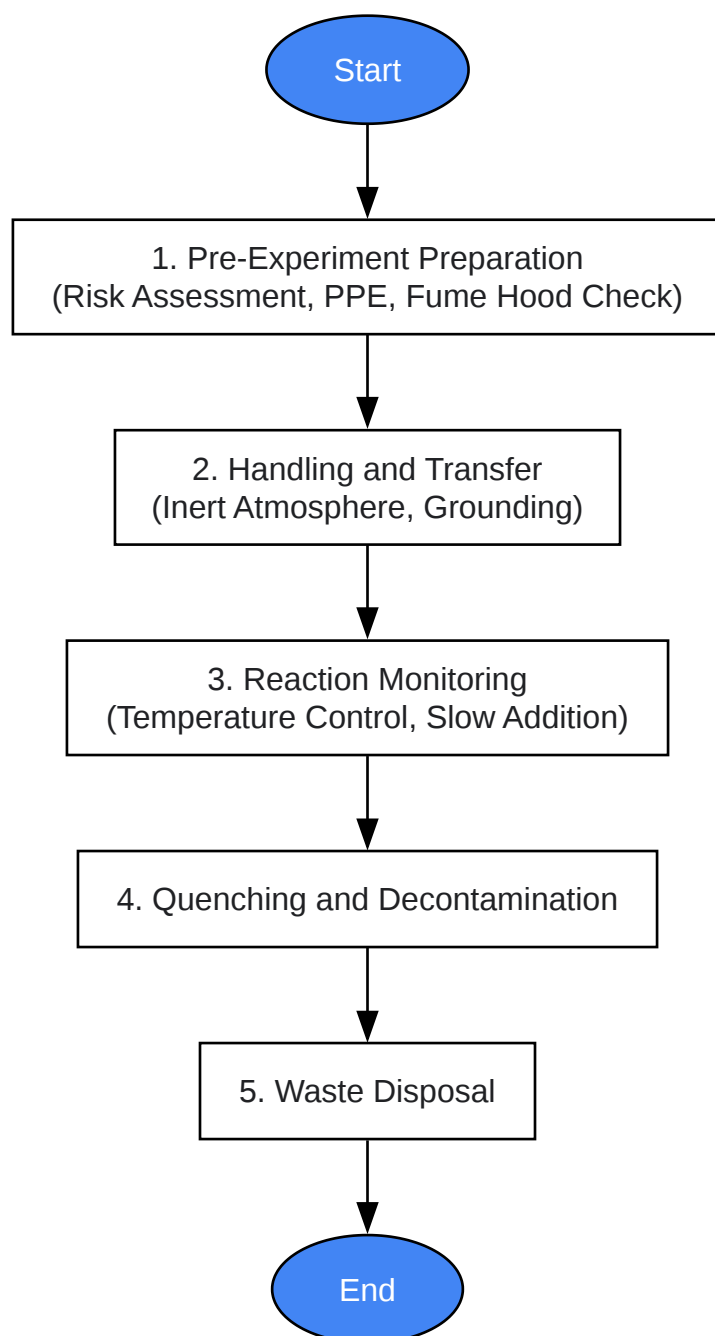 Start
1. Pre-Experiment Preparation
(Risk Assessment, PPE, Fume Hood Check)
2. Handling and Transfer
(Inert Atmosphere, Grounding)
3. Reaction Monitoring
(Temperature Control, Slow Addition)
4. Quenching and Decontamination
5. Waste Disposal
End